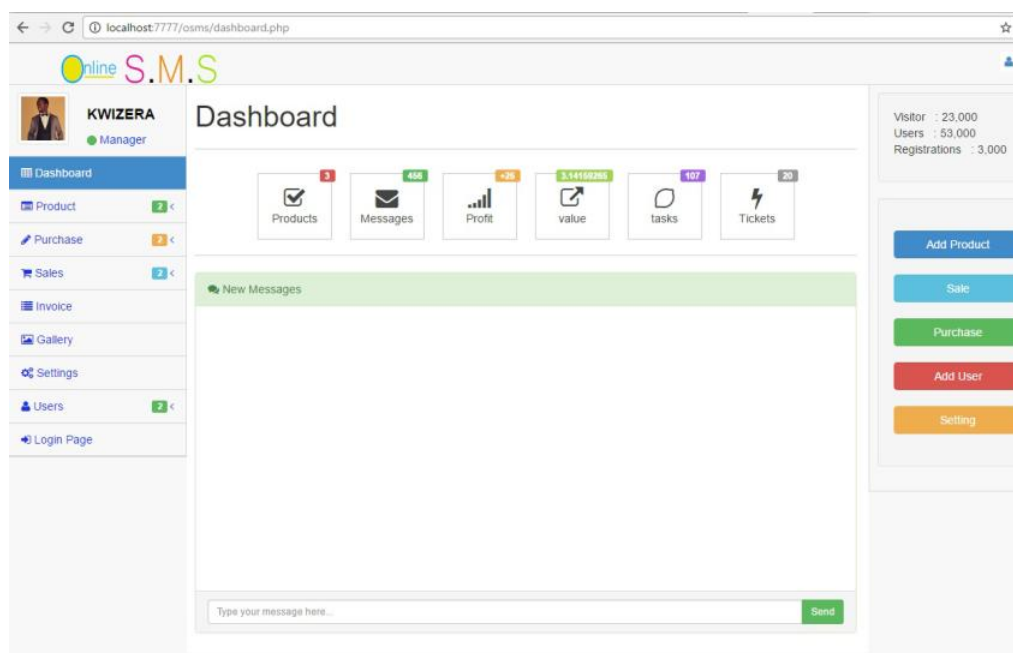 localhost:7777/osms/dashboard.php
Online S.M.S
KWIZERA
Manager
Dashboard
Product 2
Purchase 2
Sales 2
Invoice
Gallery
Settings
Users 2
Login Page
Dashboard
3
Products
456
Messages
+25
Profit
3.14159265
value
107
tasks
20
Tickets
New Messages
Type your message here...
Send
Visitor : 23,000
Users : 53,000
Registrations : 3,000
Add Product
Sale
Purchase
Add User
Setting